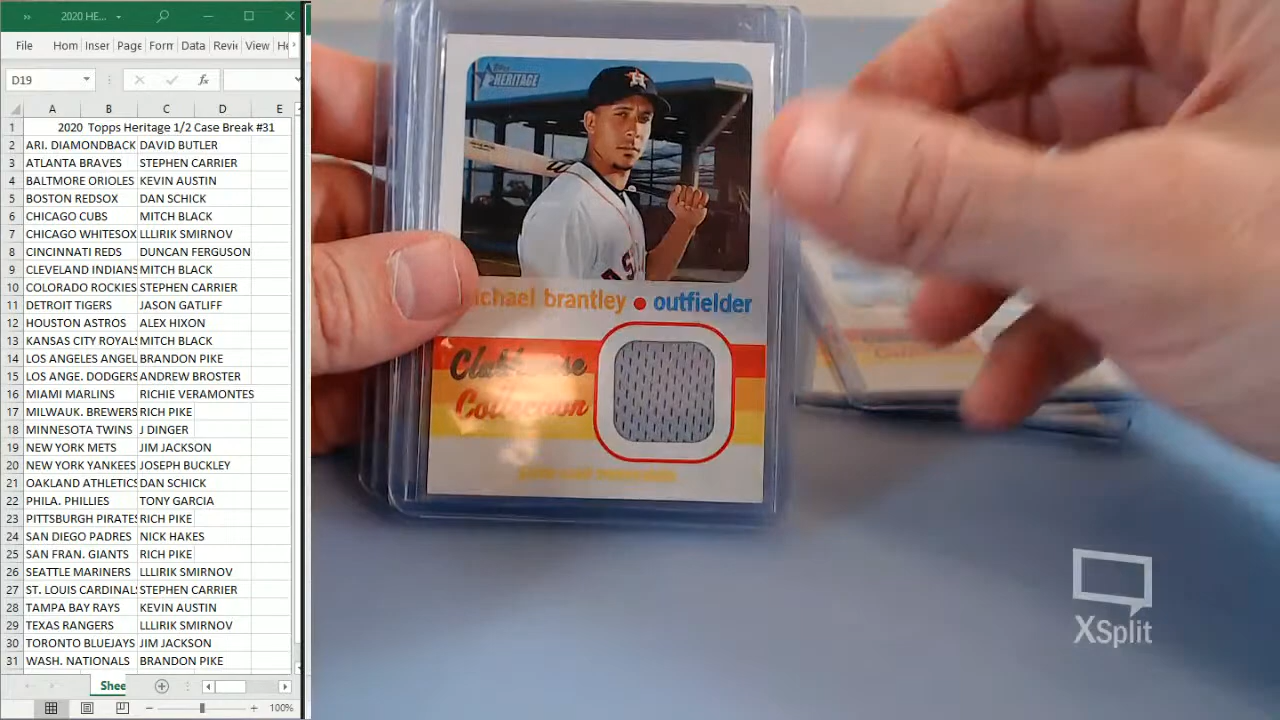 2020 HE...
File Hom Inser Page Forr Data Revi View He
D19
fx
A B C D E
1 2020 Topps Heritage 1/2 Case Break #31
2 ARI. DIAMONDBACK DAVID BUTLER
3 ATLANTA BRAVES STEPHEN CARRIER
4 BALTMORE ORIOLES KEVIN AUSTIN
5 BOSTON REDSOX DAN SCHICK
6 CHICAGO CUBS MITCH BLACK
7 CHICAGO WHITESOX LLLIRIK SMIRNOV
8 CINCINNATI REDS DUNCAN FERGUSON
9 CLEVELAND INDIANS MITCH BLACK
10 COLORADO ROCKIES STEPHEN CARRIER
11 DETROIT TIGERS JASON GATLIFF
12 HOUSTON ASTROS ALEX HIXON
13 KANSAS CITY ROYALS MITCH BLACK
14 LOS ANGELES ANGEL BRANDON PIKE
15 LOS ANGE. DODGERS ANDREW BROSTER
16 MIAMI MARLINS RICHIE VERAMONTES
17 MILWAUK. BREWERS RICH PIKE
18 MINNESOTA TWINS J DINGER
19 NEW YORK METS JIM JACKSON
20 NEW YORK YANKEES JOSEPH BUCKLEY
21 OAKLAND ATHLETICS DAN SCHICK
22 PHILA. PHILLIES TONY GARCIA
23 PITTSBURGH PIRATES RICH PIKE
24 SAN DIEGO PADRES NICK HAKES
25 SAN FRAN. GIANTS RICH PIKE
26 SEATTLE MARINERS LLLIRIK SMIRNOV
27 ST. LOUIS CARDINALS STEPHEN CARRIER
28 TAMPA BAY RAYS KEVIN AUSTIN
29 TEXAS RANGERS LLLIRIK SMIRNOV
30 TORONTO BLUEJAYS JIM JACKSON
31 WASH. NATIONALS BRANDON PIKE
Shee
100%
Topps
HERITAGE
michael brantley • outfielder
Clubhouse
Collection
XSplit